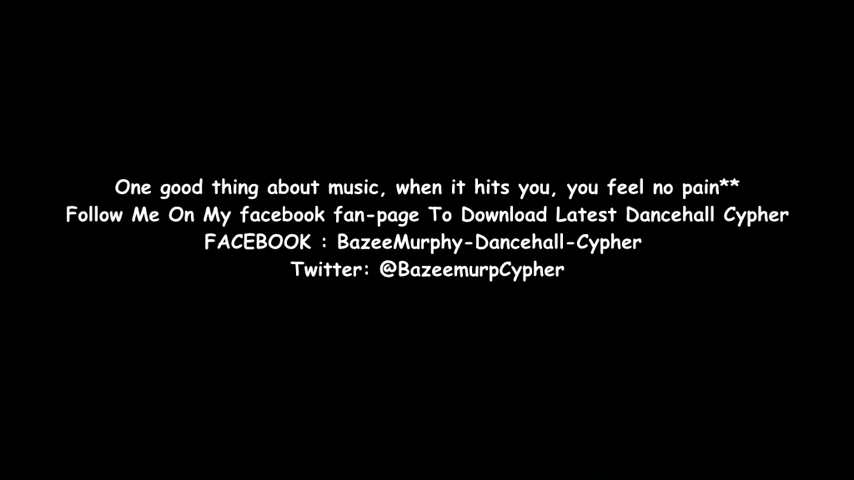 One good thing about music, when it hits you, you feel no pain**
Follow Me On My facebook fan-page To Download Latest Dancehall Cypher
FACEBOOK : BazeeMurphy-Dancehall-Cypher
Twitter: @BazeemurpCypher